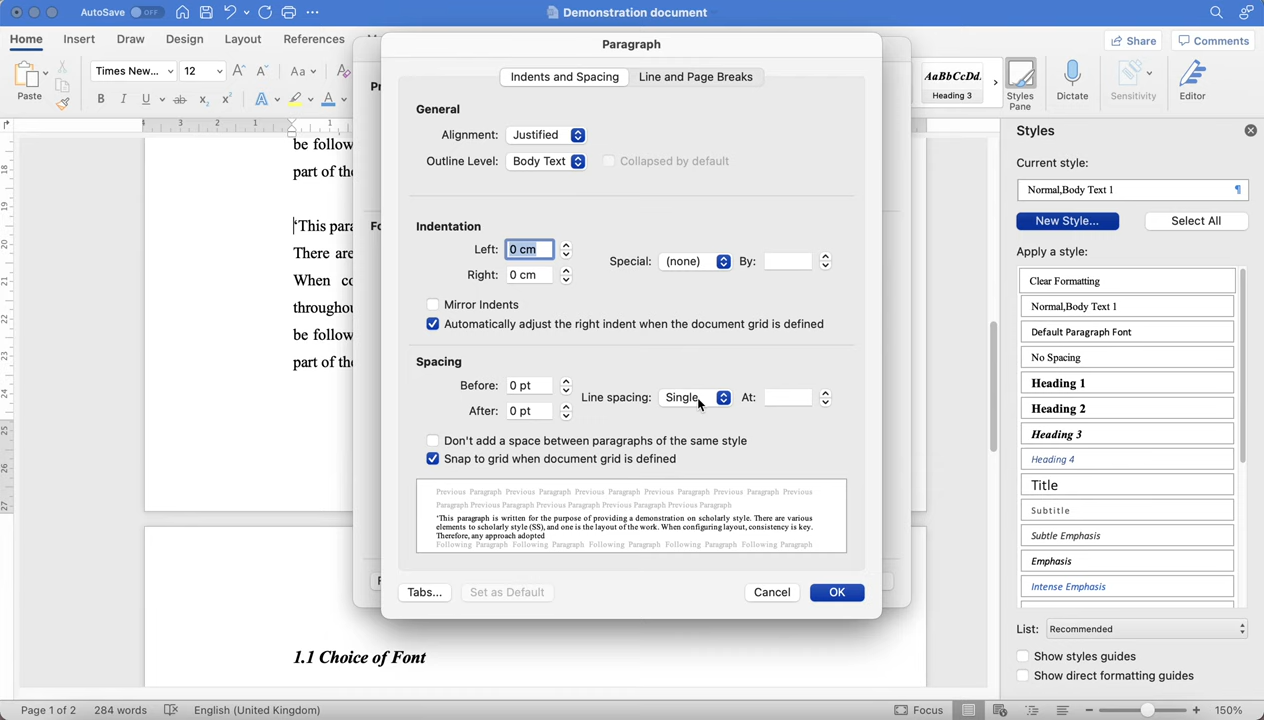 AutoSave OFF
Demonstration document
Home Insert Draw Design Layout References
Share Comments
Paste
Times New... 12 Aa
B I U ab x₂ x² A A
AaBbCcDd.
Heading 3
Styles Pane
Dictate
Sensitivity
Editor
Paragraph
Indents and Spacing Line and Page Breaks
General
Alignment: Justified
Outline Level: Body Text Collapsed by default
Indentation
Left: 0 cm
Right: 0 cm
Special: (none) By:
Mirror Indents
Automatically adjust the right indent when the document grid is defined
Spacing
Before: 0 pt
After: 0 pt
Line spacing: Single At:
Don't add a space between paragraphs of the same style
Snap to grid when document grid is defined
Previous Paragraph Previous Paragraph Previous Paragraph Previous Paragraph Previous Paragraph Previous
Paragraph Previous Paragraph Previous Paragraph Previous Paragraph Previous Paragraph
'This paragraph is written for the purpose of providing a demonstration on scholarly style. There are various
elements to scholarly style (SS), and one is the layout of the work. When configuring layout, consistency is key.
Therefore, any approach adopted
Following Paragraph Following Paragraph Following Paragraph Following Paragraph Following Paragraph
Tabs... Set as Default Cancel OK
be follow
part of the
'This para
There are
When co
throughou
be follow
part of the
1.1 Choice of Font
Styles
Current style:
Normal,Body Text 1
New Style... Select All
Apply a style:
Clear Formatting
Normal,Body Text 1
Default Paragraph Font
No Spacing
Heading 1
Heading 2
Heading 3
Heading 4
Title
Subtitle
Subtle Emphasis
Emphasis
Intense Emphasis
List: Recommended
Show styles guides
Show direct formatting guides
Page 1 of 2 284 words English (United Kingdom) Focus 150%